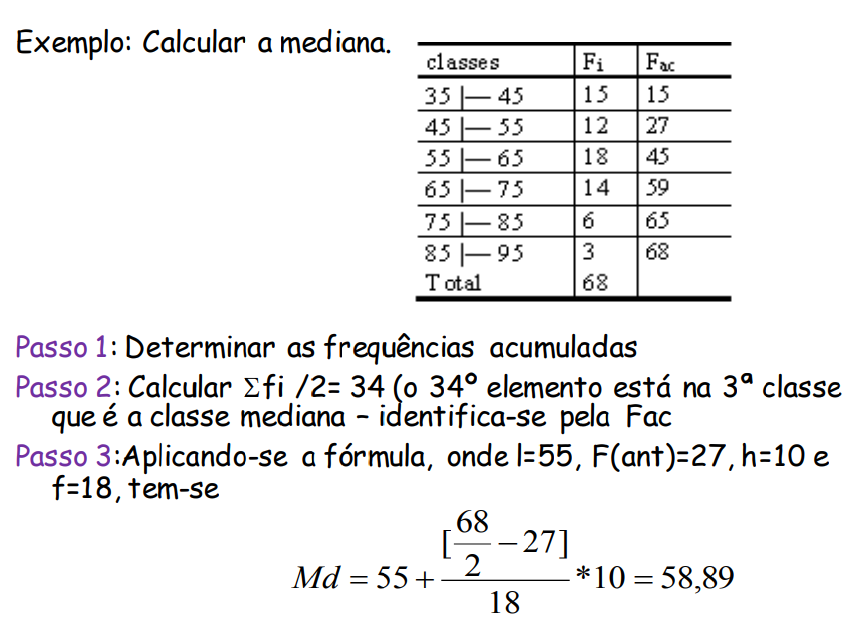 Exemplo: Calcular a mediana.
classes Fi Fac
35 |— 45 15 15
45 |— 55 12 27
55 |— 65 18 45
65 |— 75 14 59
75 |— 85 6 65
85 |— 95 3 68
Total 68
Passo 1: Determinar as frequências acumuladas
Passo 2: Calcular Σfi /2= 34 (o 34º elemento está na 3ª classe
que é a classe mediana – identifica-se pela Fac
Passo 3:Aplicando-se a fórmula, onde l=55, F(ant)=27, h=10 e
f=18, tem-se
Md = 55 + [68/2 − 27]/18 *10 = 58,89